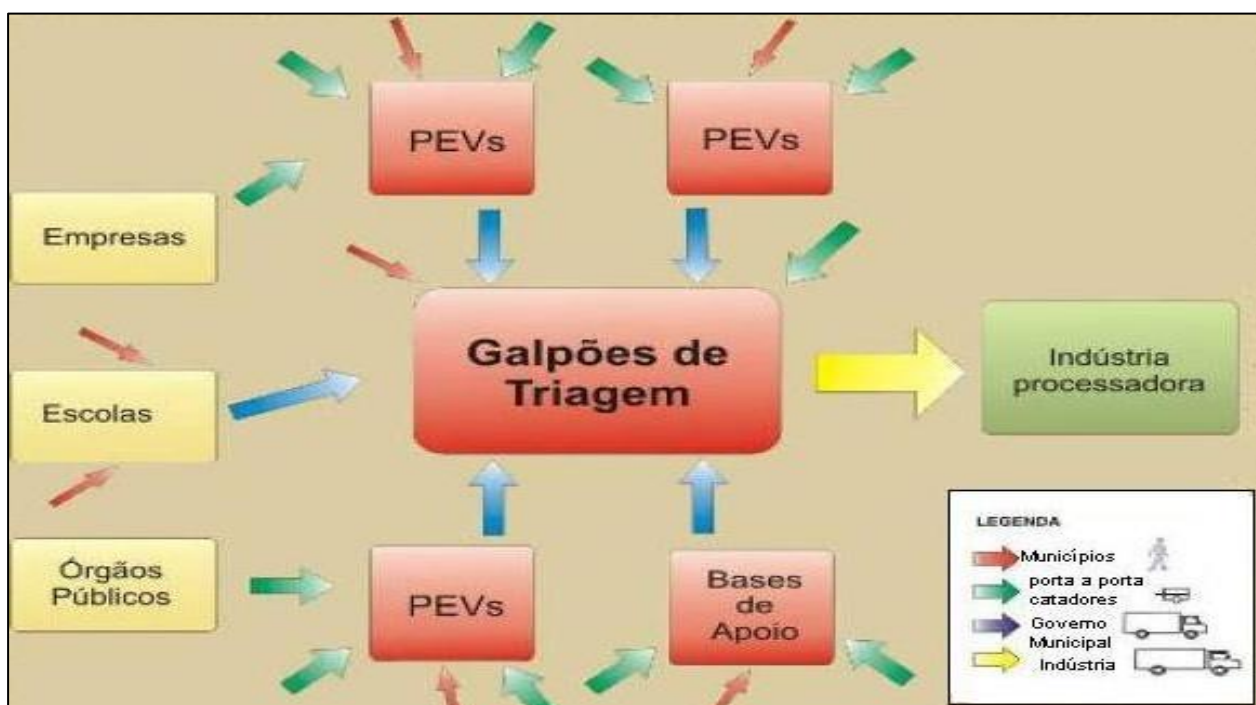 PEVs
PEVs
Empresas
Galpões de
Triagem
Indústria
processadora
Escolas
Órgãos
Públicos
PEVs
Bases
de
Apoio
LEGENDA
Municípios
porta a porta
catadores
Governo
Municipal
Indústria